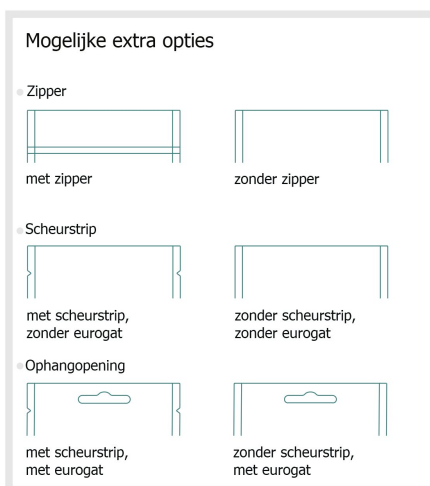 Mogelijke extra opties
Zipper
met zipper
zonder zipper
Scheurstrip
met scheurstrip,
zonder eurogat
zonder scheurstrip,
zonder eurogat
Ophangopening
met scheurstrip,
met eurogat
zonder scheurstrip,
met eurogat